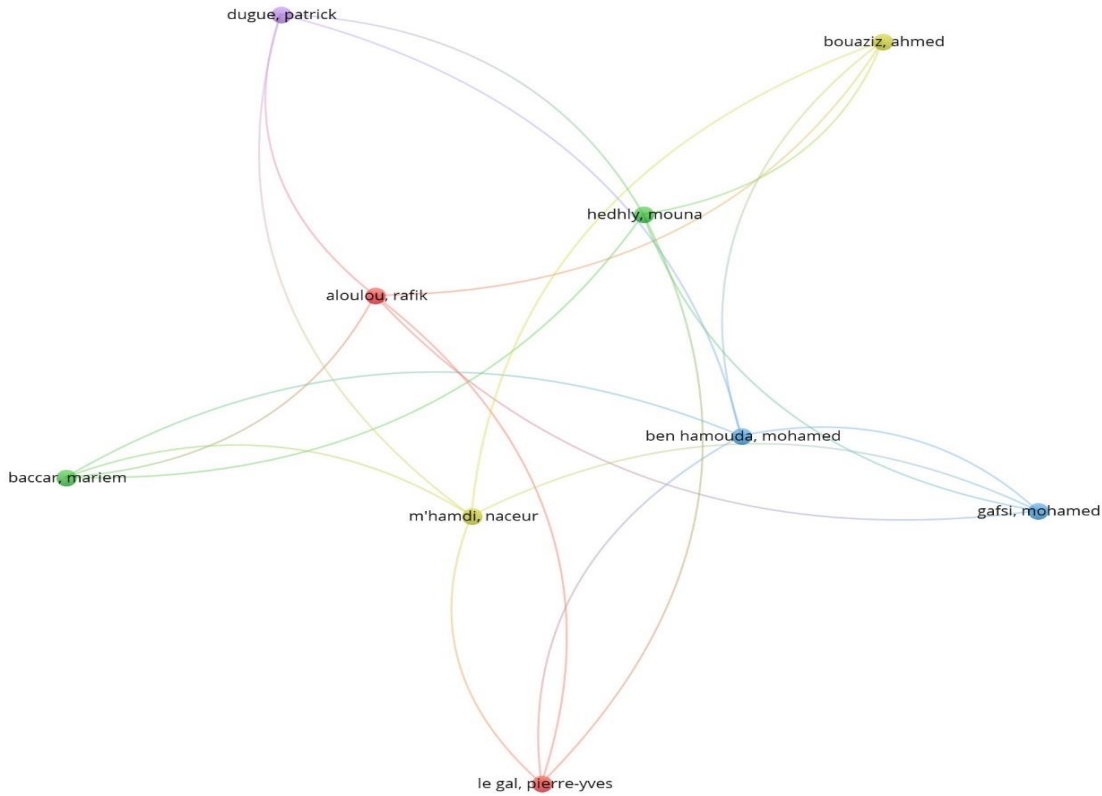 dugue, patrick
bouaziz, ahmed
hedhly, mouna
aloulou, rafik
ben hamouda, mohamed
baccar, mariem
m'hamdi, naceur
gafsi, mohamed
le gal, pierre-yves